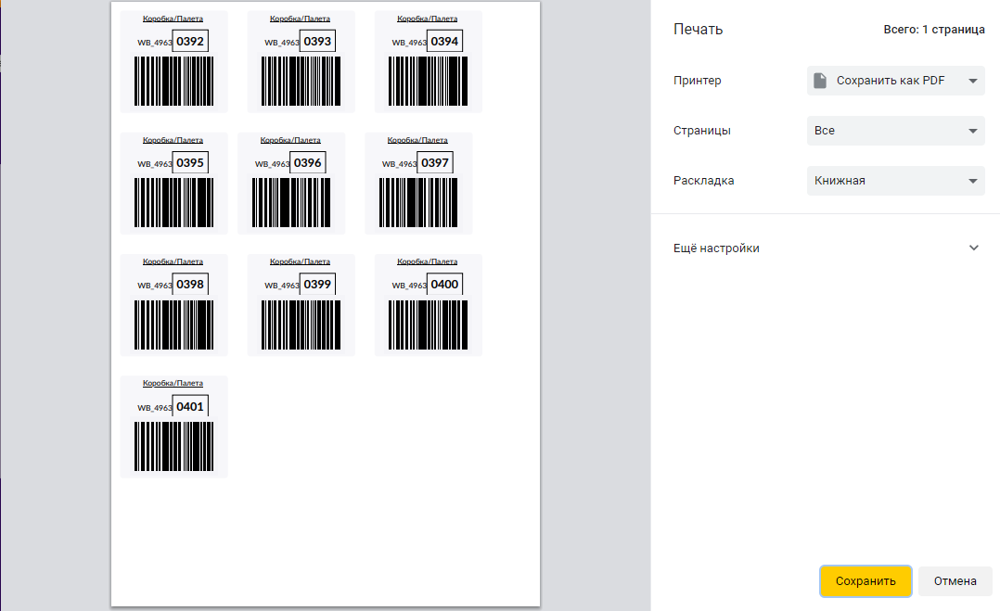 Коробка/Палета Коробка/Палета Коробка/Палета
WB_4963 0392 WB_4963 0393 WB_4963 0394
Коробка/Палета Коробка/Палета Коробка/Палета
WB_4963 0395 WB_4963 0396 WB_4963 0397
Коробка/Палета Коробка/Палета Коробка/Палета
WB_4963 0398 WB_4963 0399 WB_4963 0400
Коробка/Палета
WB_4963 0401
Печать Всего: 1 страница
Принтер Сохранить как PDF
Страницы Все
Раскладка Книжная
Ещё настройки
Сохранить Отмена